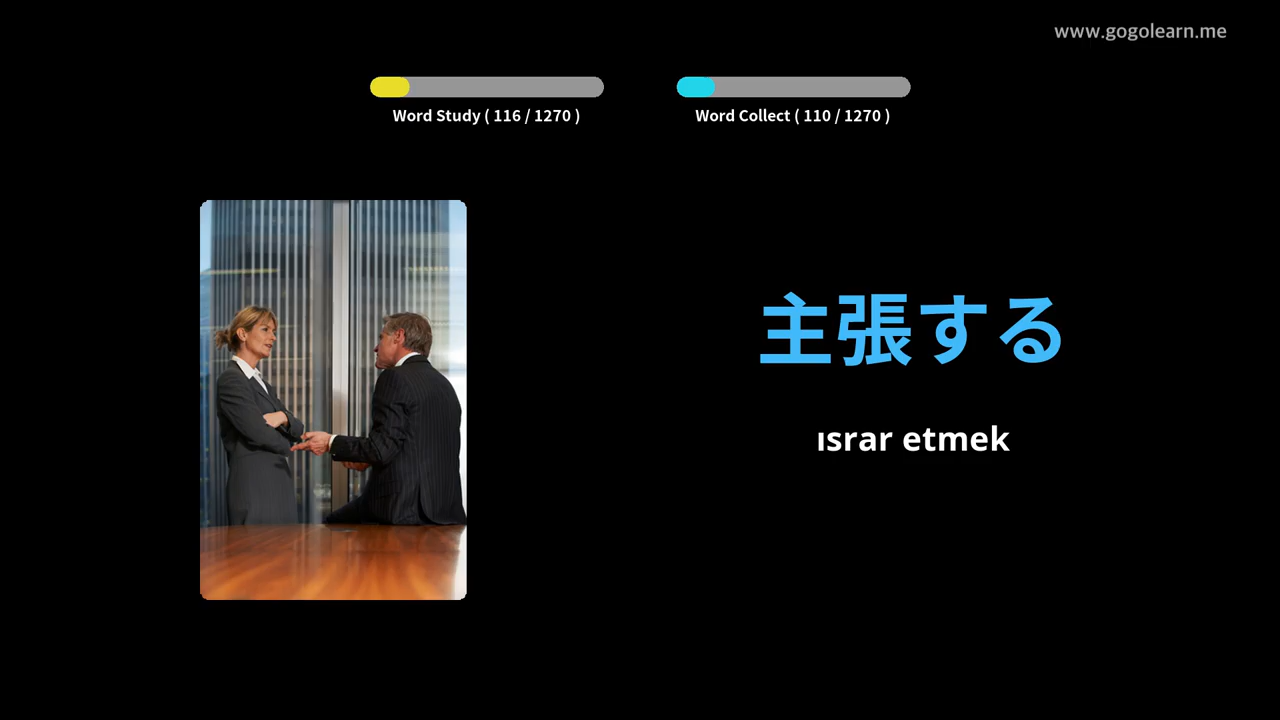 www.gogolearn.me
Word Study ( 116 / 1270 )
Word Collect ( 110 / 1270 )
主張する
ısrar etmek